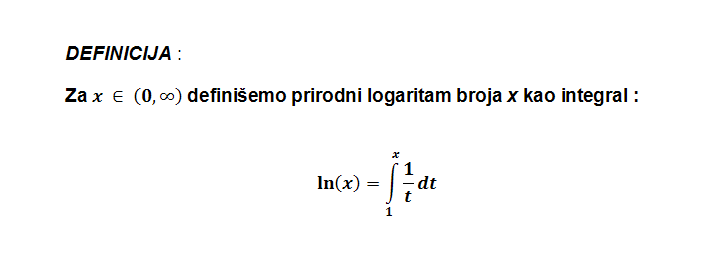 DEFINICIJA :
Za x ∈ (0,∞) definišemo prirodni logaritam broja x kao integral :
ln(x) = ∫₁ˣ 1/t dt